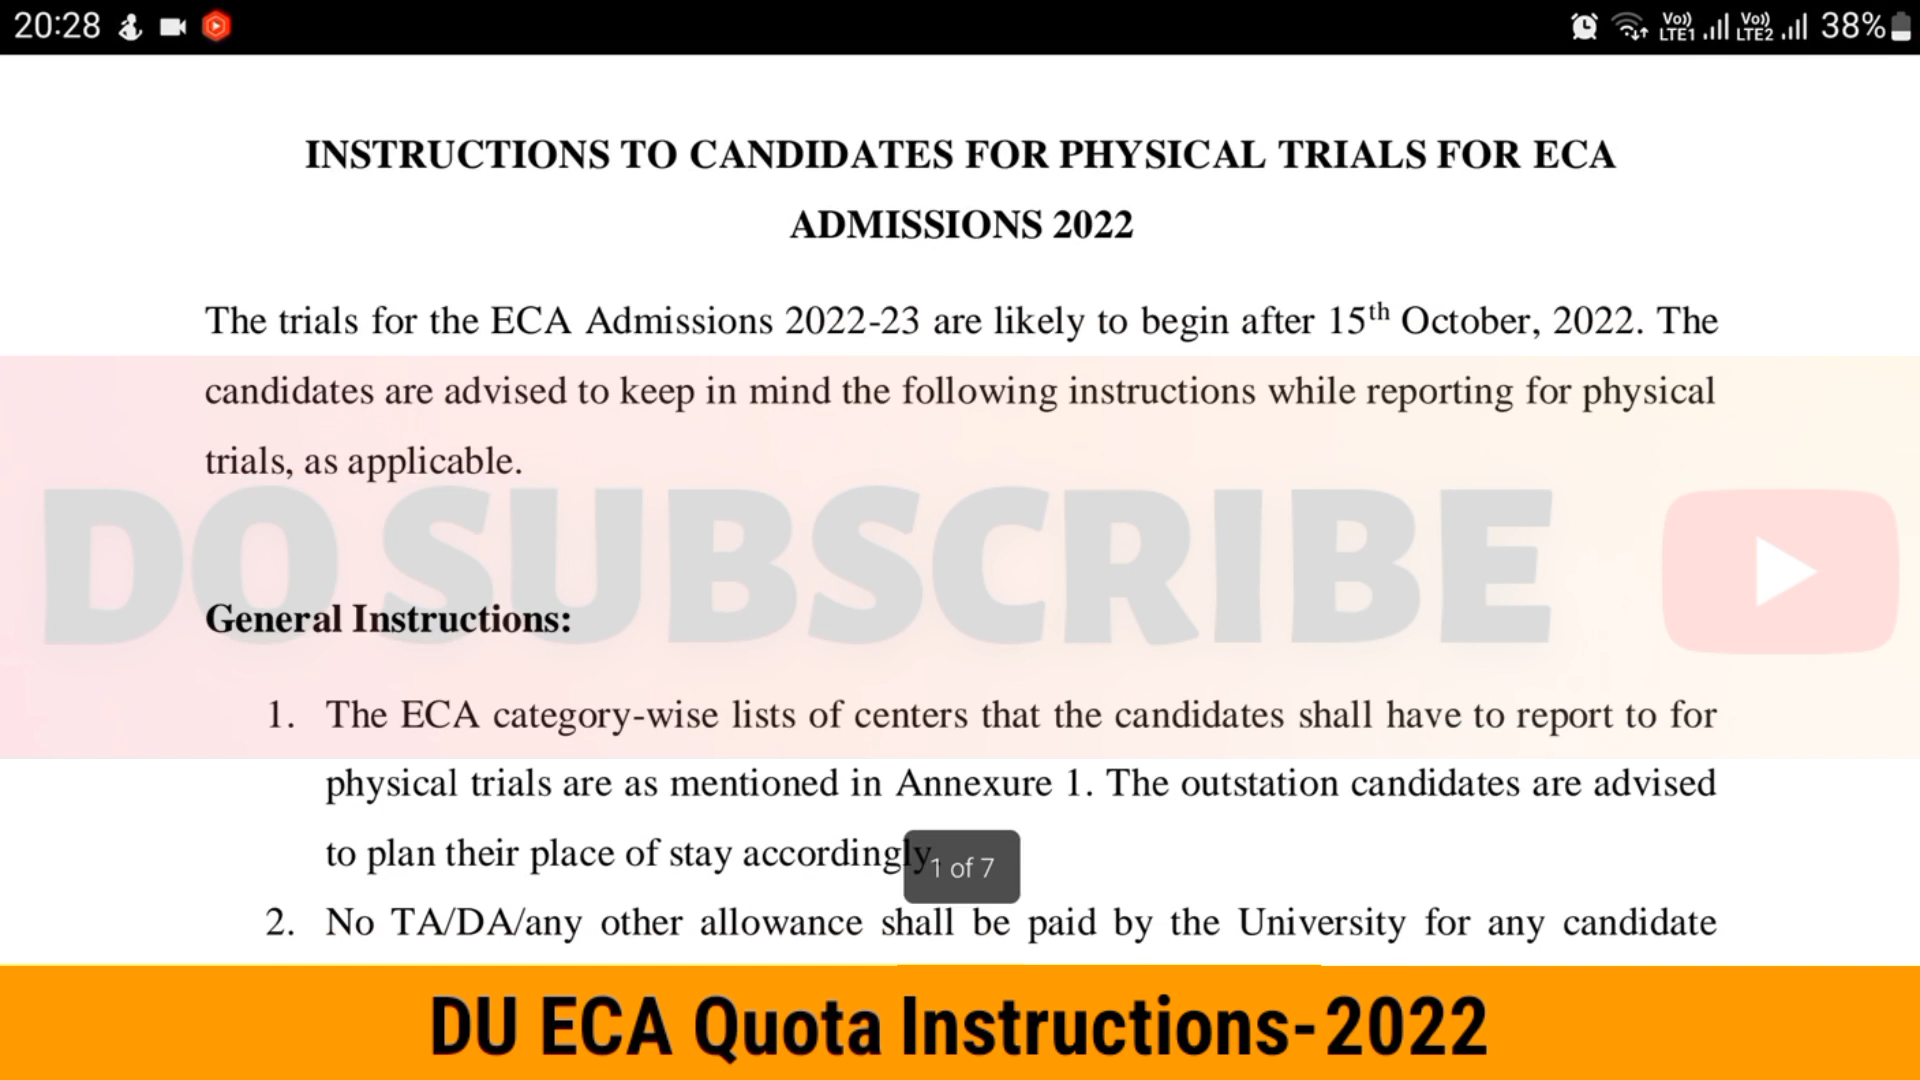 20:28
Vo)) LTE1 Vo)) LTE2 38%
INSTRUCTIONS TO CANDIDATES FOR PHYSICAL TRIALS FOR ECA
ADMISSIONS 2022
The trials for the ECA Admissions 2022-23 are likely to begin after 15th October, 2022. The
candidates are advised to keep in mind the following instructions while reporting for physical
trials, as applicable.
DO SUBSCRIBE
General Instructions:
1. The ECA category-wise lists of centers that the candidates shall have to report to for
physical trials are as mentioned in Annexure 1. The outstation candidates are advised
to plan their place of stay accordingly.
1 of 7
2. No TA/DA/any other allowance shall be paid by the University for any candidate
DU ECA Quota Instructions-2022